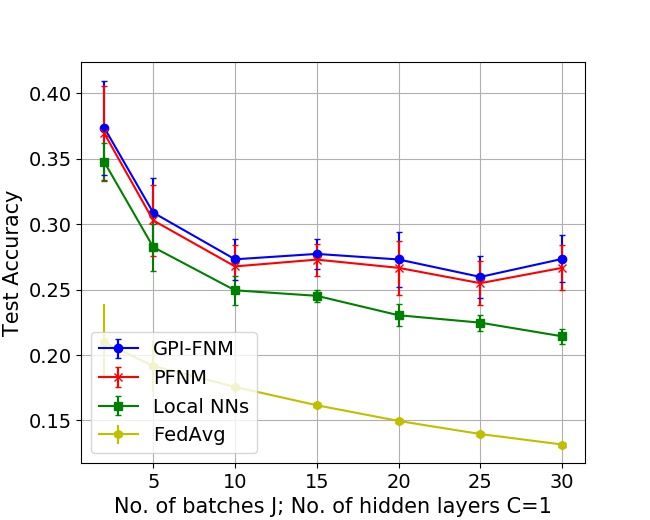 Test Accuracy
0.40
0.35
0.30
0.25
0.20
0.15
GPI-FNM
PFNM
Local NNs
FedAvg
5 10 15 20 25 30
No. of batches J; No. of hidden layers C=1